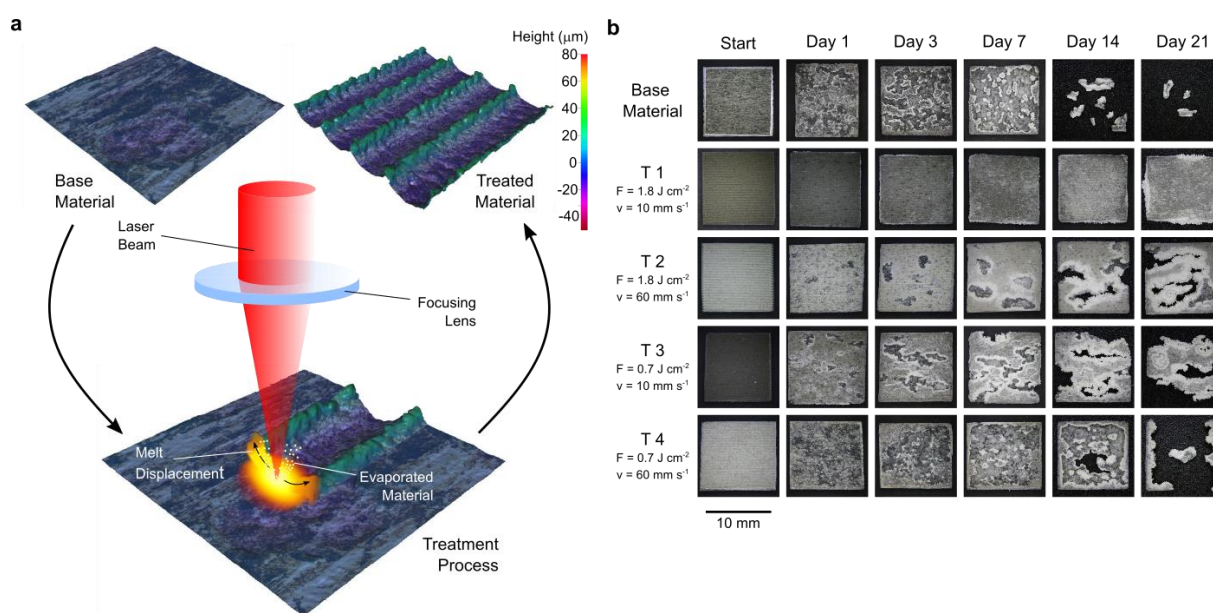 a
Height (μm)
80
60
40
20
0
-20
-40
Base
Material
Treated
Material
Laser
Beam
Focusing
Lens
Melt
Displacement
Evaporated
Material
Treatment
Process
b
Start
Day 1
Day 3
Day 7
Day 14
Day 21
Base
Material
T 1
F = 1.8 J cm⁻²
v = 10 mm s⁻¹
T 2
F = 1.8 J cm⁻²
v = 60 mm s⁻¹
T 3
F = 0.7 J cm⁻²
v = 10 mm s⁻¹
T 4
F = 0.7 J cm⁻²
v = 60 mm s⁻¹
10 mm